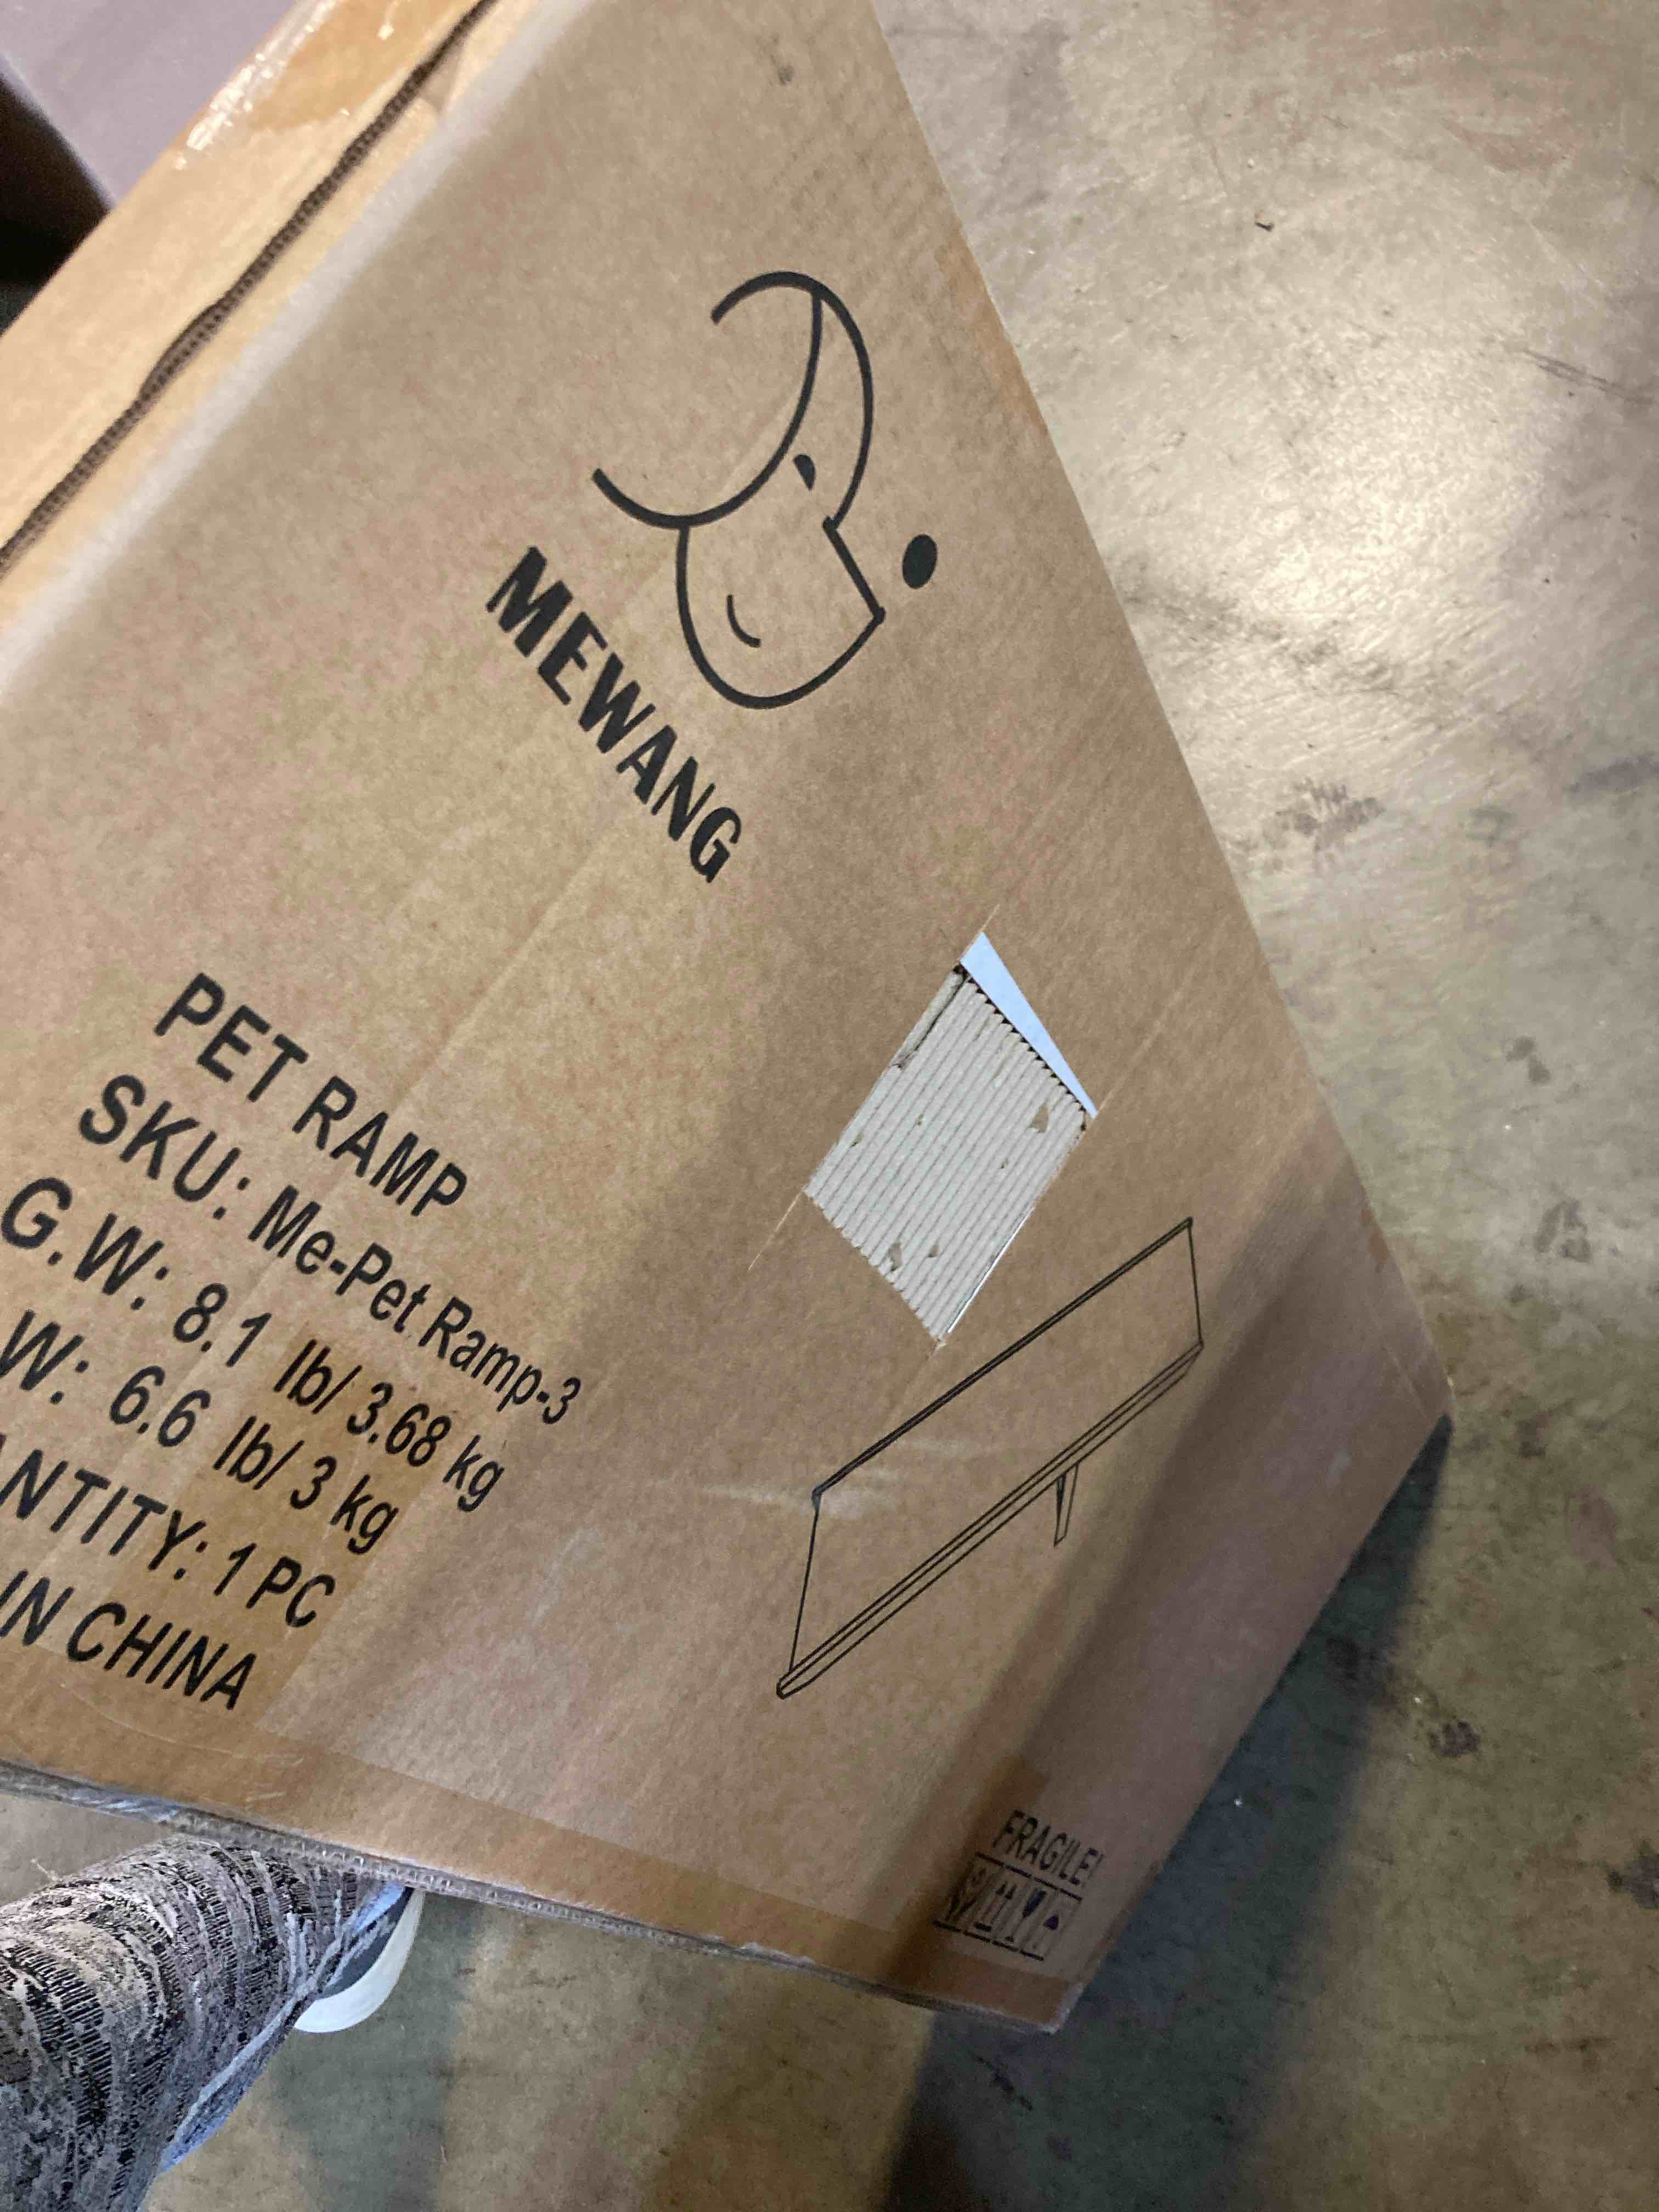 MEWANG
PET RAMP
SKU: Me-Pet Ramp-3
G.W: 8.1 lb/ 3.68 kg
W: 6.6 lb/ 3 kg
ANTITY: 1 PC
IN CHINA
FRAGILE!